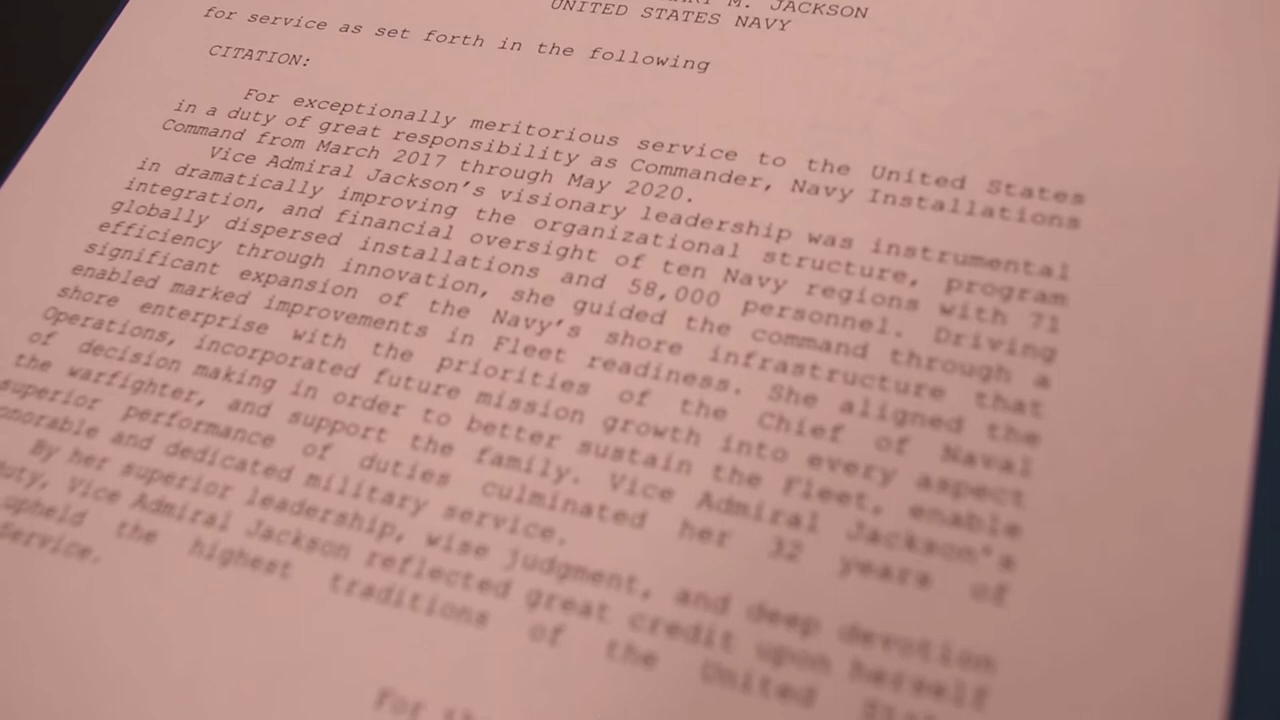 M. JACKSON
UNITED STATES NAVY
for service as set forth in the following
CITATION:
For exceptionally meritorious service to the United States
in a duty of great responsibility as Commander, Navy Installations
Command from March 2017 through May 2020.
Vice Admiral Jackson's visionary leadership was instrumental
in dramatically improving the organizational structure, program
integration, and financial oversight of ten Navy regions with 71
globally dispersed installations and 58,000 personnel. Driving
efficiency through innovation, she guided the command through a
significant expansion of the Navy's shore infrastructure that
enabled marked improvements in Fleet readiness. She aligned the
shore enterprise with the priorities of the Chief of Naval
Operations, incorporated future mission growth into every aspect
of decision making in order to better sustain the Fleet, enable
the warfighter, and support the family. Vice Admiral Jackson's
superior performance of duties culminated her 32 years of
onorable and dedicated military service.
By her superior leadership, wise judgment, and deep devotion
uty, Vice Admiral Jackson reflected great credit upon herself
upheld the highest traditions of the United
Service.
For